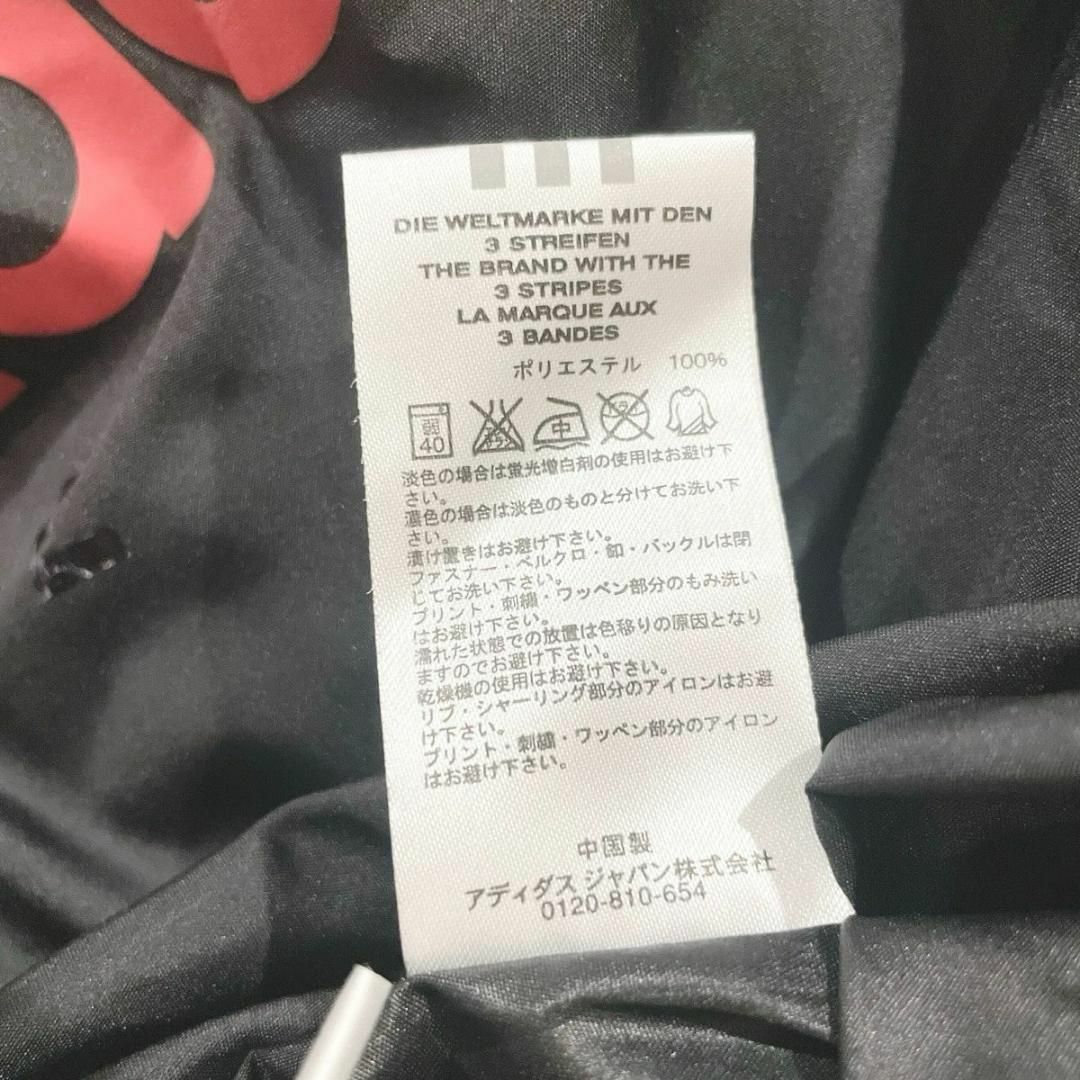 DIE WELTMARKE MIT DEN
3 STREIFEN
THE BRAND WITH THE
3 STRIPES
LA MARQUE AUX
3 BANDES
ポリエステル 100%
弱
40
エンソ
サラシ
中
ドライ
淡色の場合は蛍光増白剤の使用はお避け下
さい。
濃色の場合は淡色のものと分けてお洗い下
さい。
漬け置きはお避け下さい。
ファスナー・ベルクロ・釦・バックルは閉
じてお洗い下さい。
プリント・刺繍・ワッペン部分のもみ洗い
はお避け下さい。
濡れた状態での放置は色移りの原因となり
ますのでお避け下さい。
乾燥機の使用はお避け下さい。
リブ・シャーリング部分のアイロンはお避
け下さい。
プリント・刺繍・ワッペン部分のアイロン
はお避け下さい。
中国製
アディダス ジャパン株式会社
0120-810-654